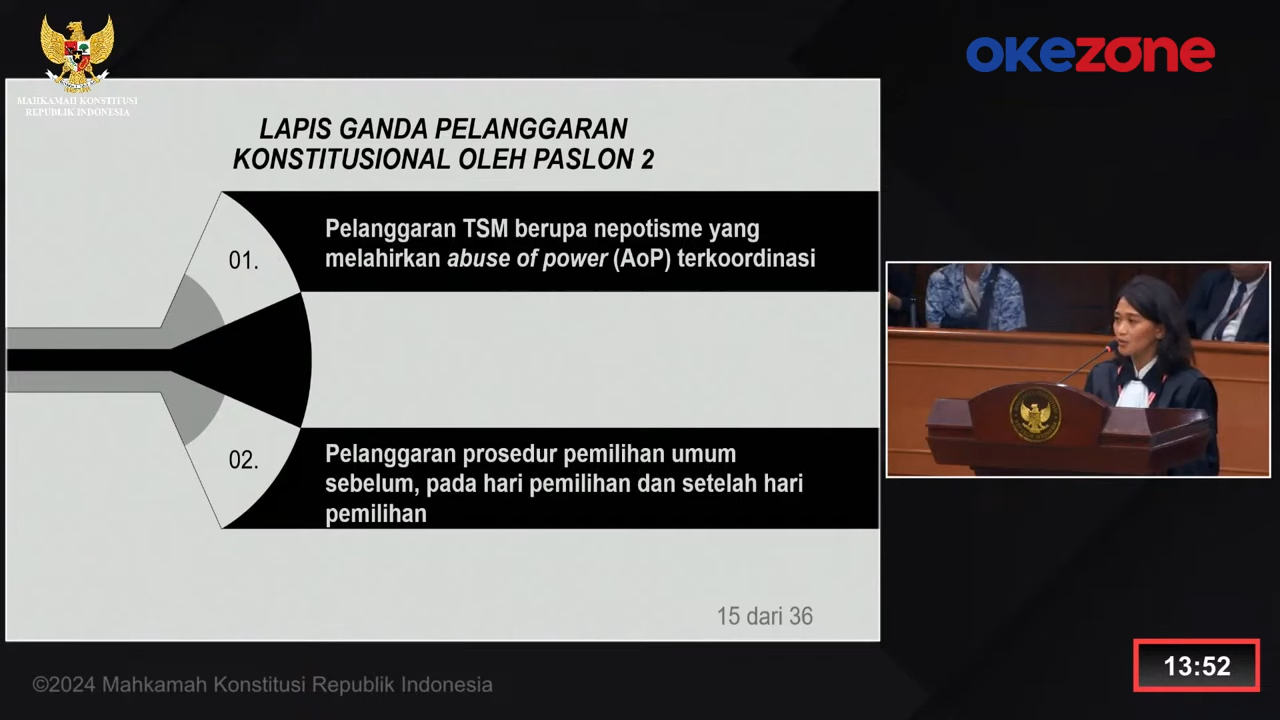 MAHKAMAH KONSTITUSI
REPUBLIK INDONESIA
okezone
LAPIS GANDA PELANGGARAN
KONSTITUSIONAL OLEH PASLON 2
01.
Pelanggaran TSM berupa nepotisme yang
melahirkan abuse of power (AoP) terkoordinasi
02.
Pelanggaran prosedur pemilihan umum
sebelum, pada hari pemilihan dan setelah hari
pemilihan
15 dari 36
©2024 Mahkamah Konstitusi Republik Indonesia
13:52